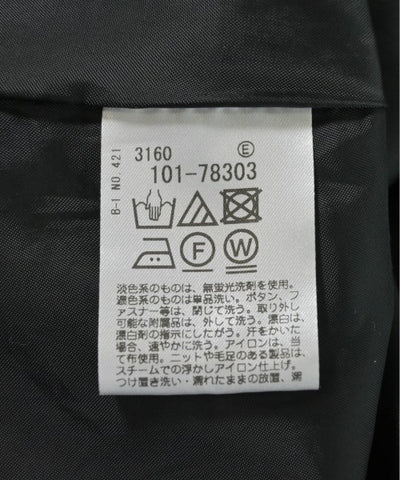 B-1 NO.421
3160 E
101-78303
F W
淡色系のものは、無蛍光洗剤を使用。
濃色系のものは単品洗い。ボタン、フ
ァスナー等は、閉じて洗う。取り外し
可能な附属品は、外して洗う。漂白は、
漂白剤の指示にしたがう。汗をかいた
場合、速やかに洗う。アイロンは、当
て布使用。ニットや毛足のある製品は、
スチームでの浮かしアイロン仕上げ。
つけ置き洗い・濡れたままの放置、濡